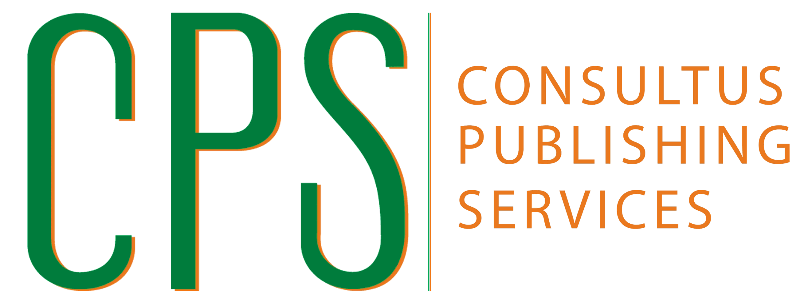 CPS
CONSULTUS
PUBLISHING
SERVICES